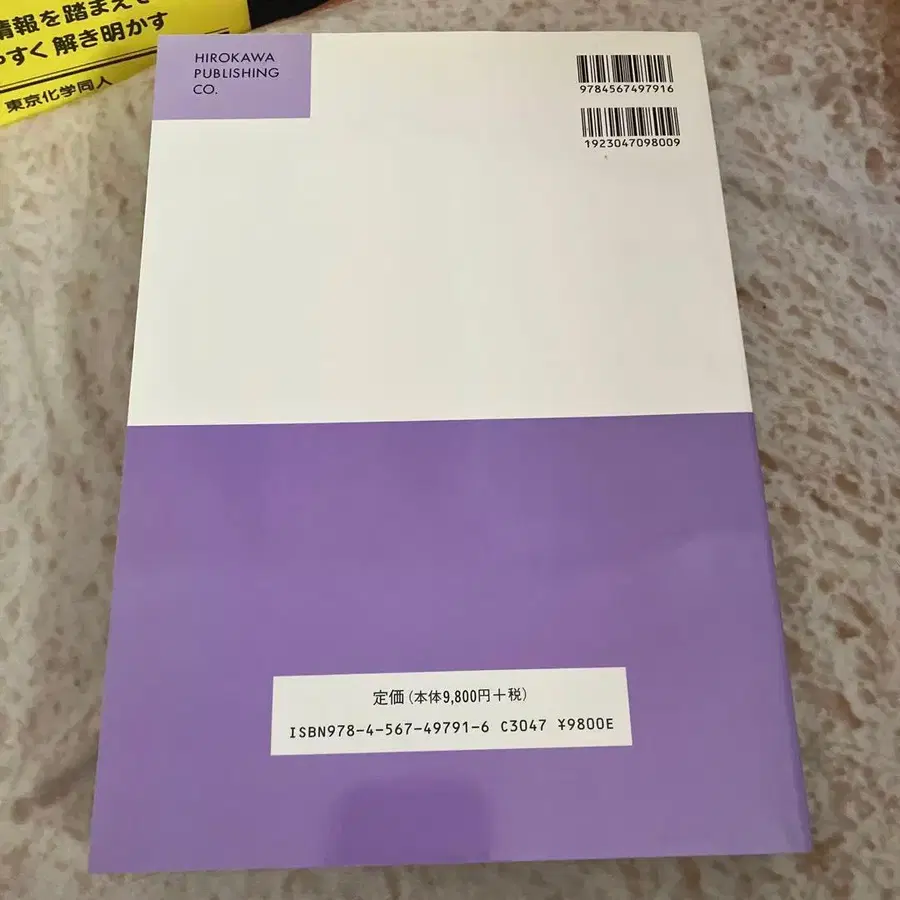 情報を踏まえ
やすく解き明かす
東京化学同人
HIROKAWA
PUBLISHING
CO.
9784567497916
1923047098009
定価(本体9,800円+税)
ISBN978-4-567-49791-6 C3047 ¥9800E